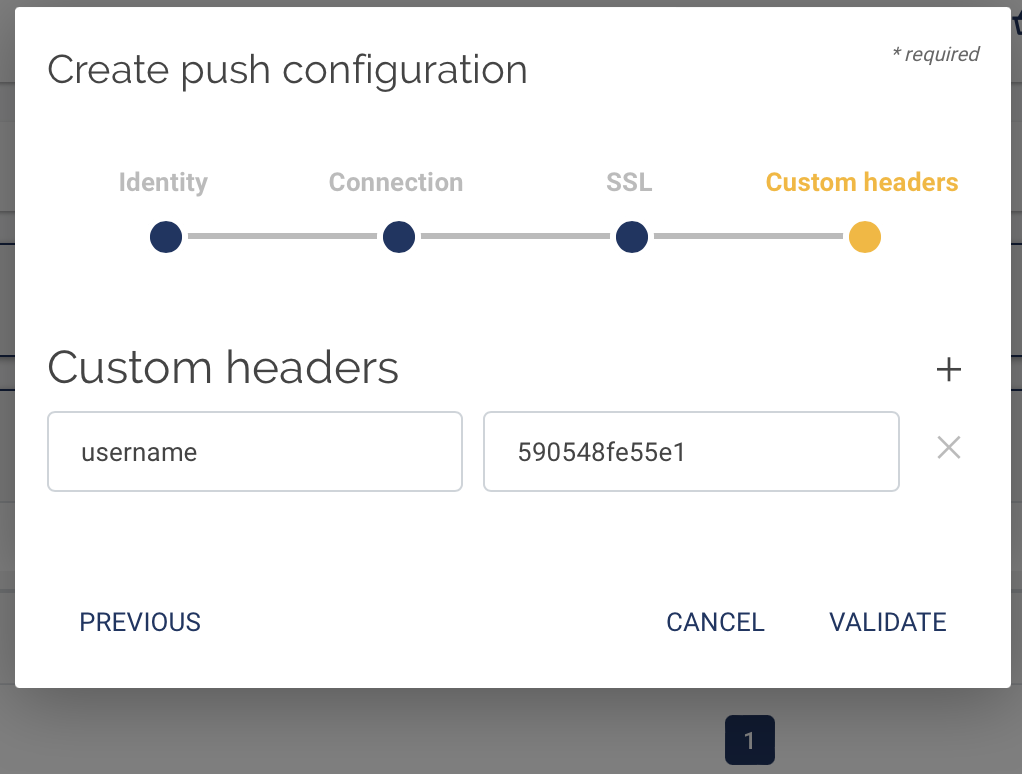 Create push configuration
* required
Identity Connection SSL Custom headers
Custom headers
username 590548fe55e1
PREVIOUS CANCEL VALIDATE
1